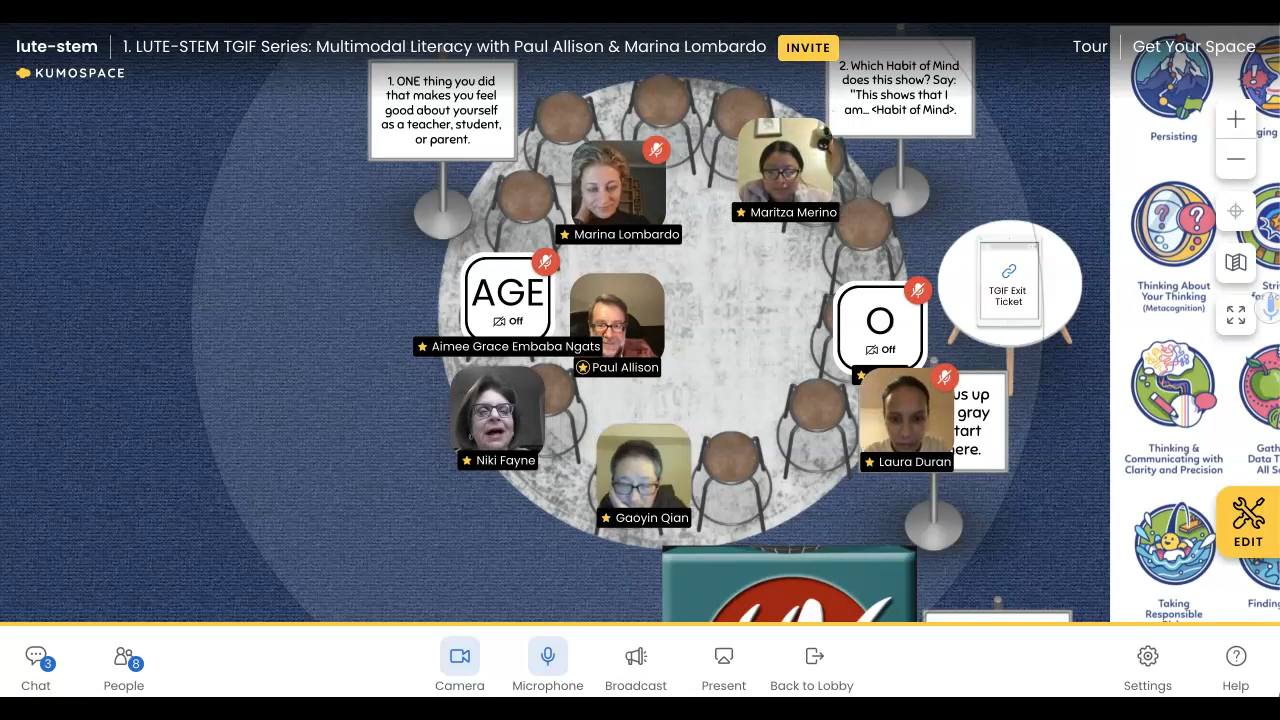 lute-stem
1. LUTE-STEM TGIF Series: Multimodal Literacy with Paul Allison & Marina Lombardo
INVITE
Tour
Get Your Space
KUMOSPACE
1. ONE thing you did
that makes you feel
good about yourself
as a teacher, student,
or parent.
2. Which Habit of Mind
does this show? Say:
"This shows that I
am... <Habit of Mind>.
Persisting
Marina Lombardo
Maritza Merino
AGE
Off
Aimee Grace Embaba Ngats
Paul Allison
O
Off
TGIF Exit
Ticket
Thinking About
Your Thinking
(Metacognition)
us up
gray
tart
here.
Niki Fayne
Laura Duran
Gaoyin Qian
Thinking &
Communicating with
Clarity and Precision
EDIT
Taking
Responsible
Finding
3
Chat
8
People
Camera
Microphone
Broadcast
Present
Back to Lobby
Settings
Help